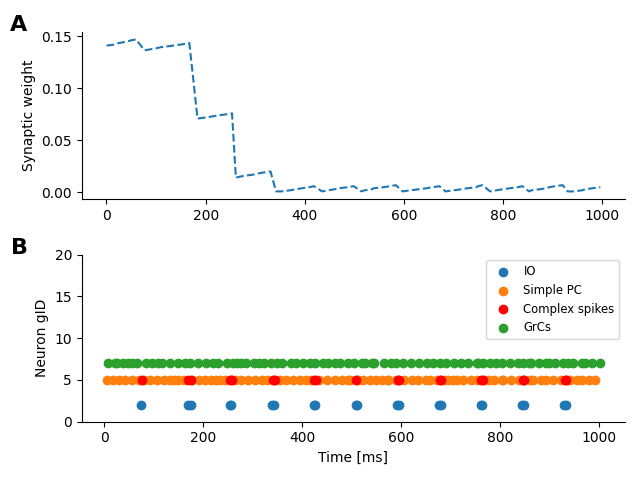 A
0.15
0.10
0.05
0.00
Synaptic weight
0 200 400 600 800 1000
B
20
15
10
5
0
Neuron gID
IO
Simple PC
Complex spikes
GrCs
0 200 400 600 800 1000
Time [ms]